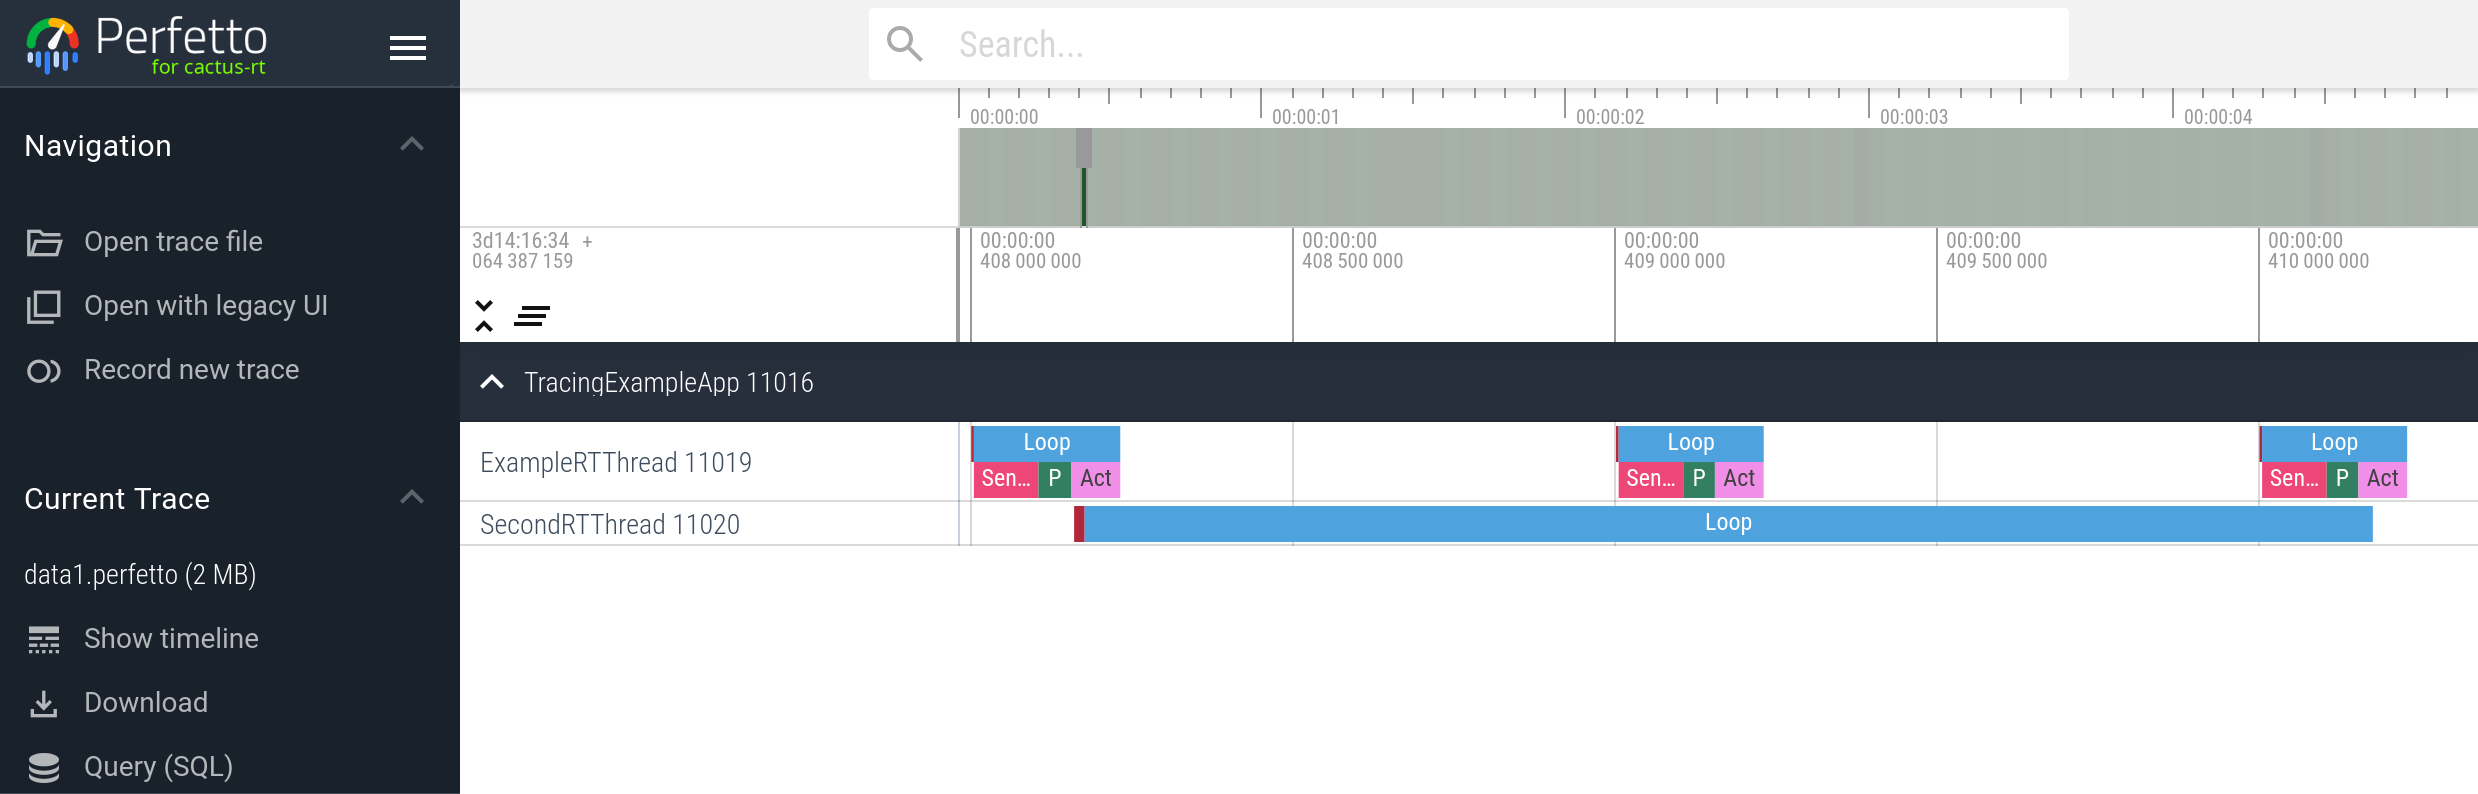 Perfetto
for cactus-rt
Search...
Navigation
Open trace file
Open with legacy UI
Record new trace
Current Trace
data1.perfetto (2 MB)
Show timeline
Download
Query (SQL)
00:00:00 00:00:01 00:00:02 00:00:03 00:00:04
3d14:16:34 + 00:00:00 00:00:00 00:00:00 00:00:00 00:00:00
064 387 159 408 000 000 408 500 000 409 000 000 409 500 000 410 000 000
TracingExampleApp 11016
ExampleRTThread 11019
Loop Loop Loop
Sen... P Act Sen... P Act Sen... P Act
SecondRTThread 11020 Loop